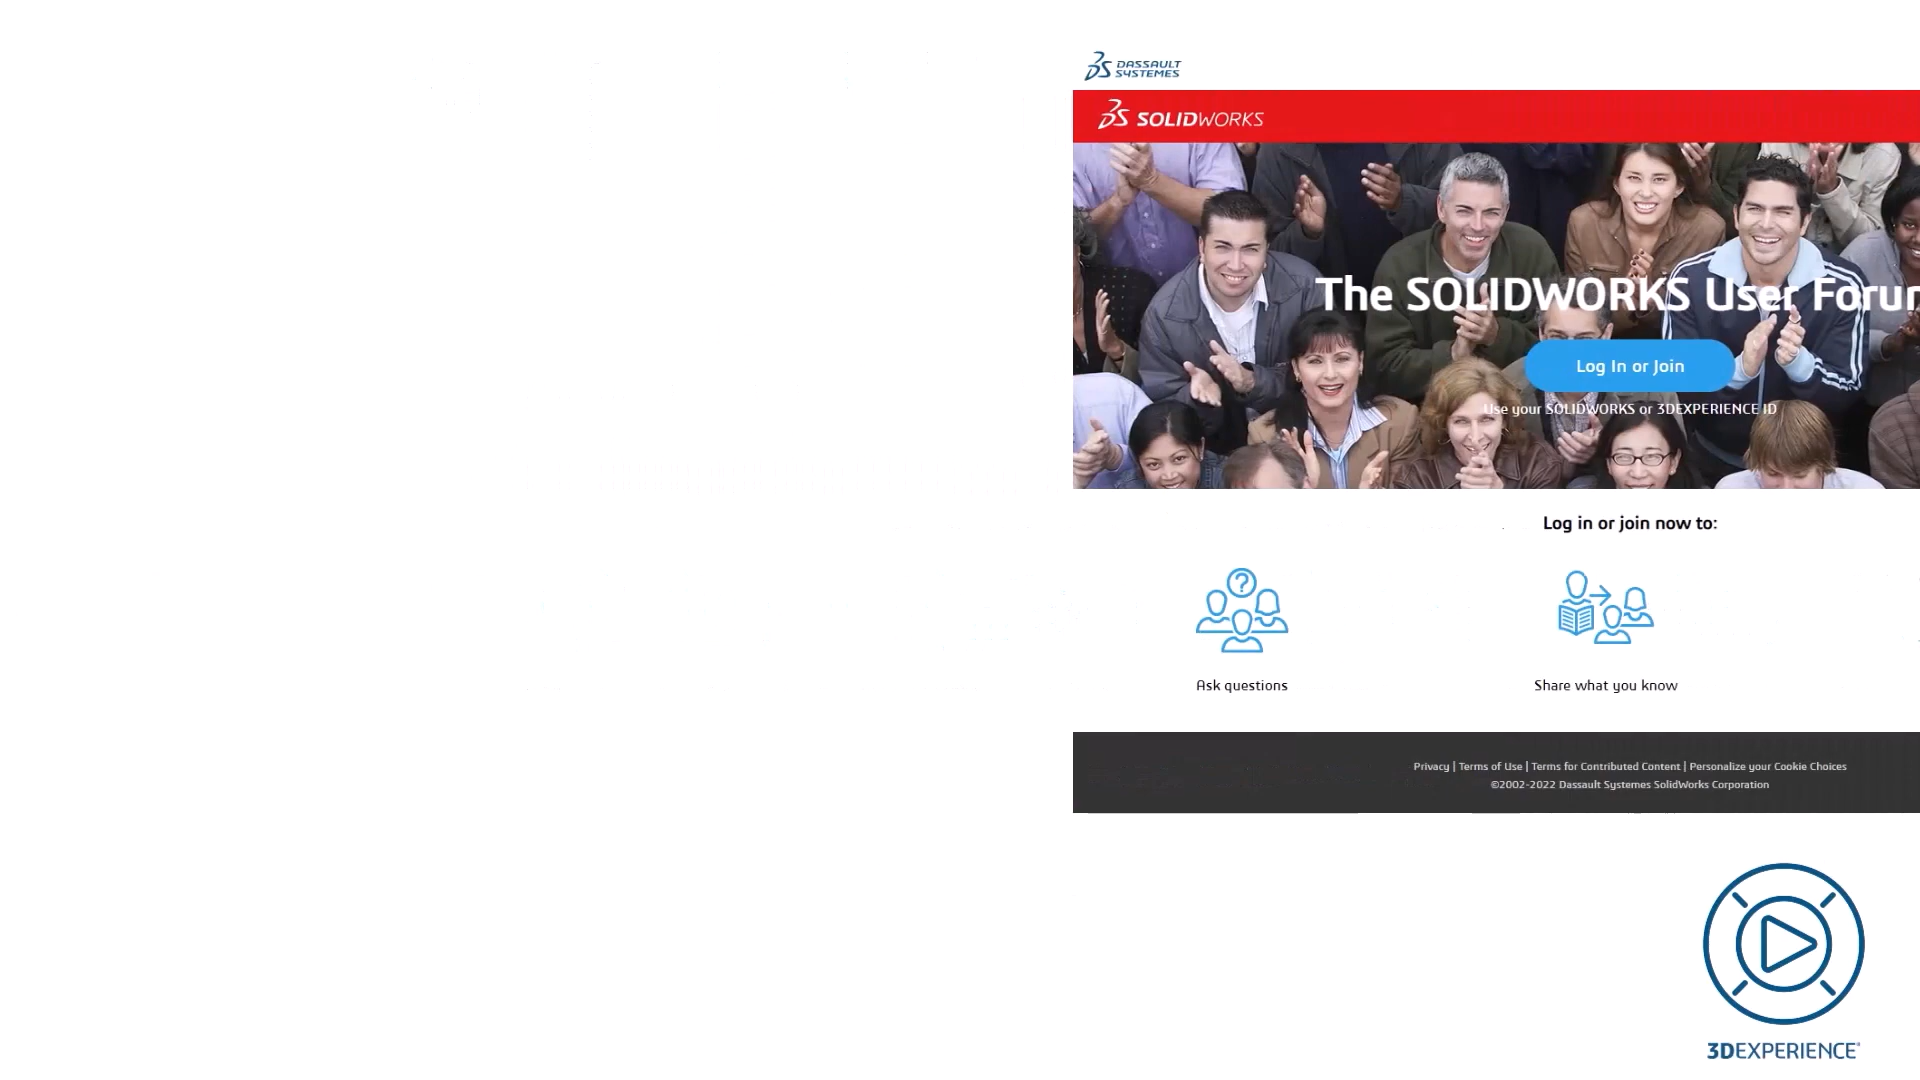 DASSAULT
SYSTEMES
SOLIDWORKS
The SOLIDWORKS User
Log In or Join
Use your SOLIDWORKS or 3DEXPERIENCE ID
Log in or join now to:
Ask questions
Share what you know
Privacy | Terms of Use | Terms for Contributed Content | Personalize your Cookie Choices
©2002-2022 Dassault Systemes SolidWorks Corporation
3DEXPERIENCE®